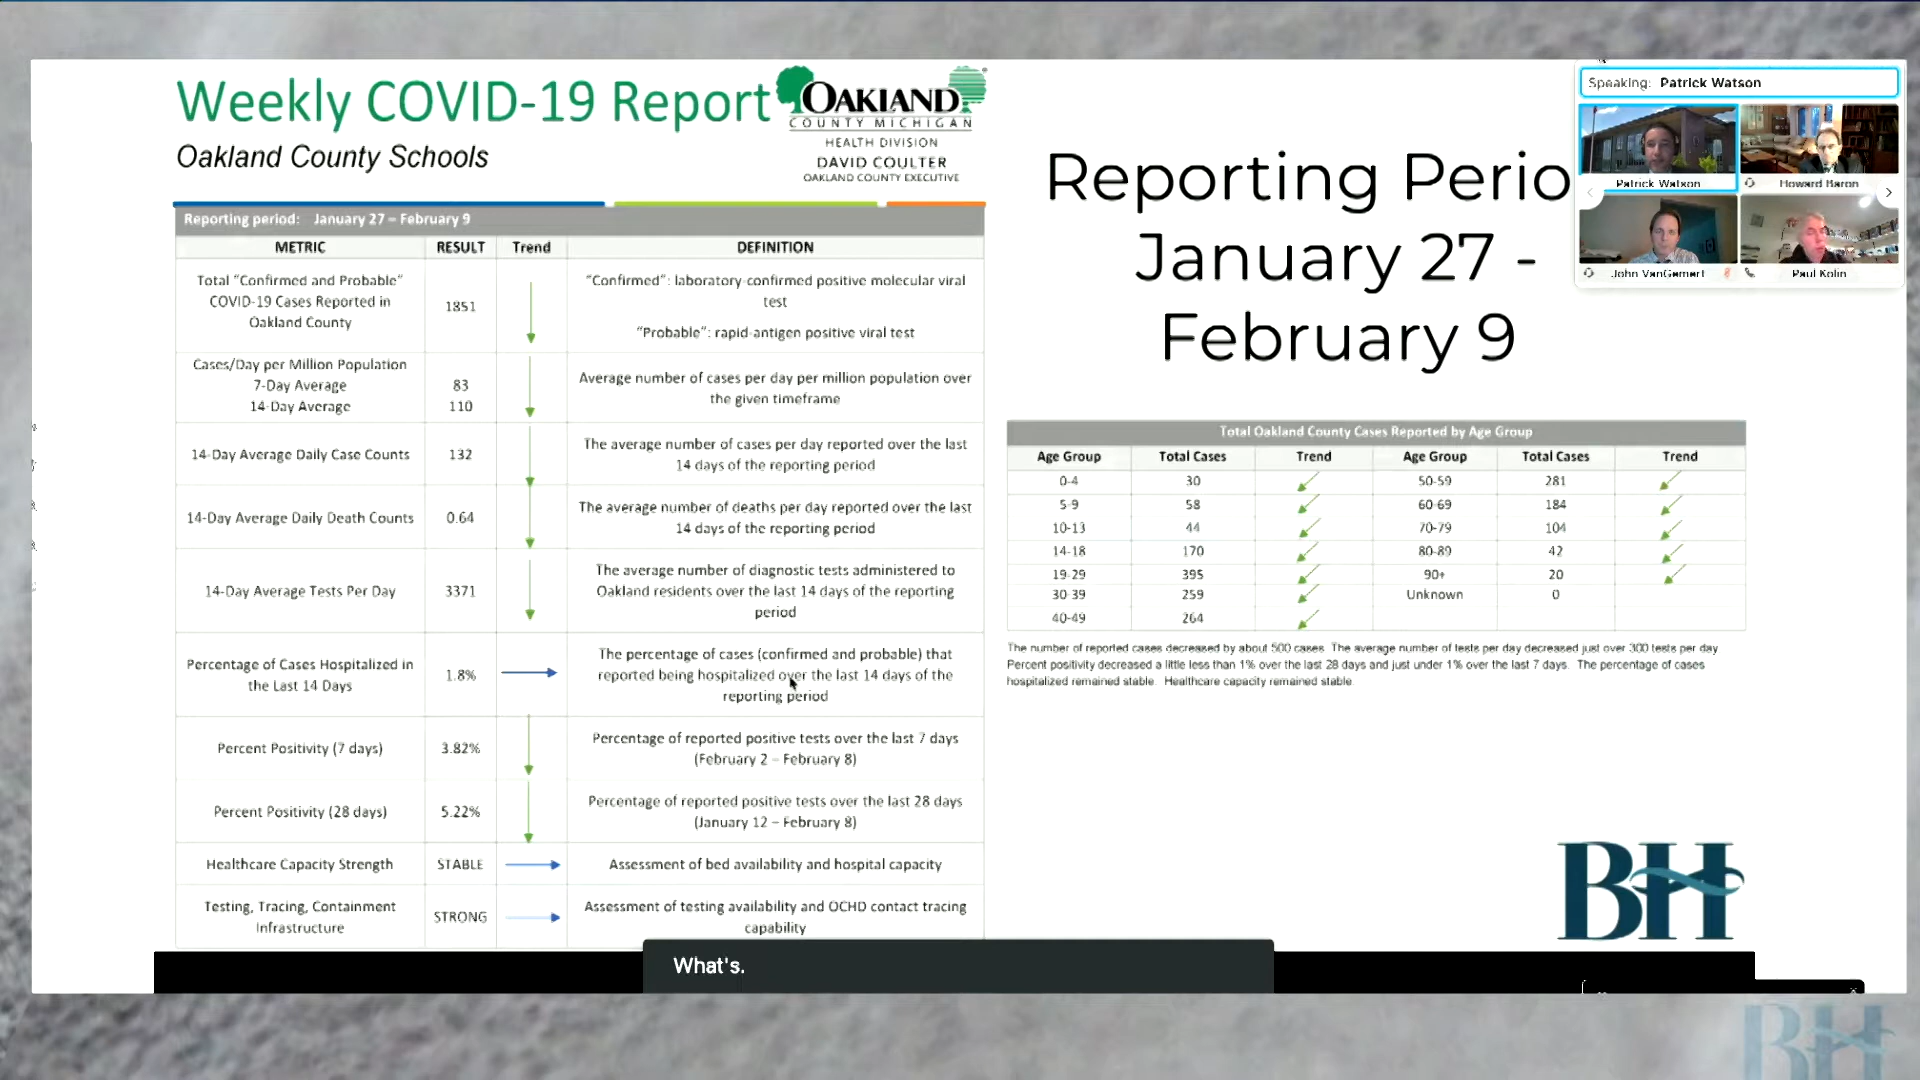 Weekly COVID-19 Report
Oakland County Schools
OAKLAND
COUNTY MICHIGAN
HEALTH DIVISION
DAVID COULTER
OAKLAND COUNTY EXECUTIVE
Reporting period: January 27 – February 9
METRIC RESULT Trend DEFINITION
Total "Confirmed and Probable"
COVID-19 Cases Reported in
Oakland County
1851
"Confirmed": laboratory-confirmed positive molecular viral
test
"Probable": rapid-antigen positive viral test
Cases/Day per Million Population
7-Day Average
14-Day Average
83
110
Average number of cases per day per million population over
the given timeframe
14-Day Average Daily Case Counts
132
The average number of cases per day reported over the last
14 days of the reporting period
14-Day Average Daily Death Counts
0.64
The average number of deaths per day reported over the last
14 days of the reporting period
14-Day Average Tests Per Day
3371
The average number of diagnostic tests administered to
Oakland residents over the last 14 days of the reporting
period
Percentage of Cases Hospitalized in
the Last 14 Days
1.8%
The percentage of cases (confirmed and probable) that
reported being hospitalized over the last 14 days of the
reporting period
Percent Positivity (7 days)
3.82%
Percentage of reported positive tests over the last 7 days
(February 2 – February 8)
Percent Positivity (28 days)
5.22%
Percentage of reported positive tests over the last 28 days
(January 12 – February 8)
Healthcare Capacity Strength
STABLE
Assessment of bed availability and hospital capacity
Testing, Tracing, Containment
Infrastructure
STRONG
Assessment of testing availability and OCHD contact tracing
capability
Reporting Perio
January 27 -
February 9
Total Oakland County Cases Reported by Age Group
Age Group Total Cases Trend Age Group Total Cases Trend
0-4 30 50-59 281
5-9 58 60-69 184
10-13 44 70-79 104
14-18 170 80-89 42
19-29 395 90+ 20
30-39 259 Unknown 0
40-49 264
The number of reported cases decreased by about 500 cases. The average number of tests per day decreased just over 300 tests per day.
Percent positivity decreased a little less than 1% over the last 28 days and just under 1% over the last 7 days. The percentage of cases
hospitalized remained stable. Healthcare capacity remained stable.
Speaking: Patrick Watson
Patrick Watson
Howard Baron
John VanGemert
Paul Kolin
BH
What's.
BH